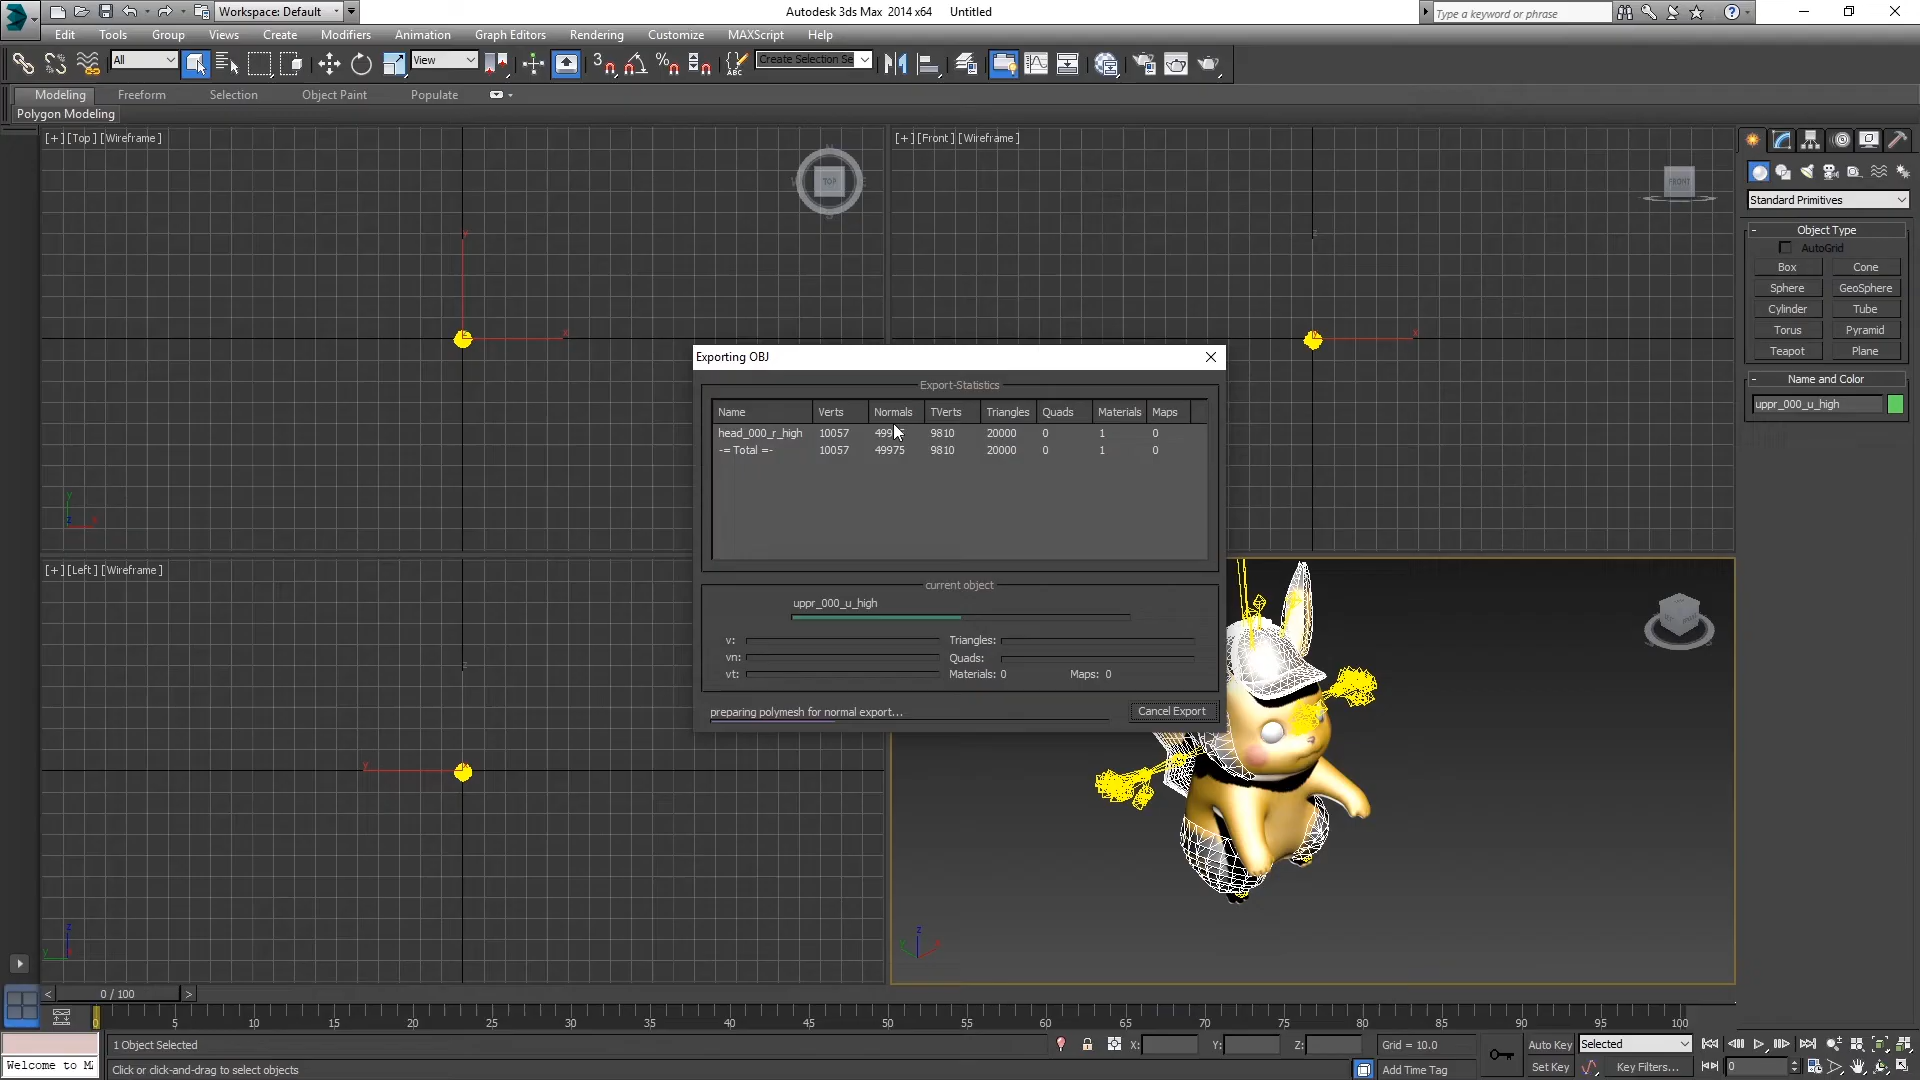 Workspace: Default
Autodesk 3ds Max 2014 x64 Untitled
Type a keyword or phrase
Edit Tools Group Views Create Modifiers Animation Graph Editors Rendering Customize MAXScript Help
All View Create Selection Se
Modeling Freeform Selection Object Paint Populate
Polygon Modeling
[+][Top][Wireframe]
[+][Front][Wireframe]
TOP
FRONT
Standard Primitives
Object Type
AutoGrid
Box Cone
Sphere GeoSphere
Cylinder Tube
Torus Pyramid
Teapot Plane
Name and Color
uppr_000_u_high
Exporting OBJ
Export-Statistics
Name Verts Normals TVerts Triangles Quads Materials Maps
head_000_r_high 10057 9810 20000 0 1 0
-= Total =- 10057 49975 9810 20000 0 1 0
[+][Left][Wireframe]
current object
uppr_000_u_high
v: Triangles:
vn: Quads:
vt: Materials: 0 Maps: 0
preparing polymesh for normal export...
Cancel Export
0 / 100
0 5 10 15 20 25 30 35 40 45 50 55 60 65 70 75 80 85 90 95 100
1 Object Selected
X: Y: Z: Grid = 10.0
Auto Key Selected
Welcome to M
Click or click-and-drag to select objects
Add Time Tag
Set Key Key Filters... 0